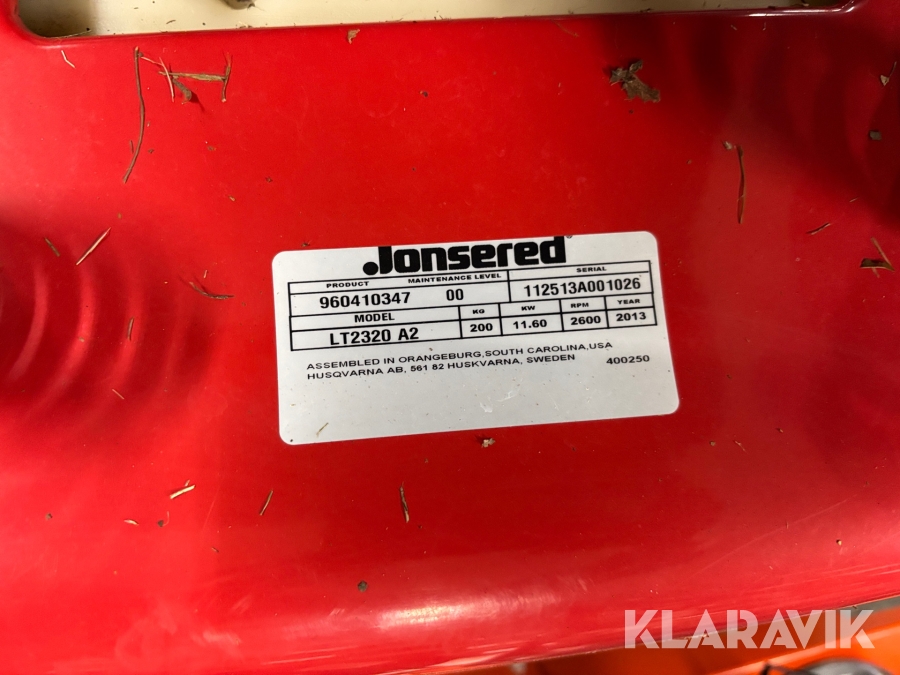 Jonsered
PRODUCT MAINTENANCE LEVEL SERIAL
960410347 00 112513A001026
MODEL KG KW RPM YEAR
LT2320 A2 200 11.60 2600 2013
ASSEMBLED IN ORANGEBURG,SOUTH CAROLINA,USA
HUSQVARNA AB, 561 82 HUSKVARNA, SWEDEN 400250
KLARAVIK